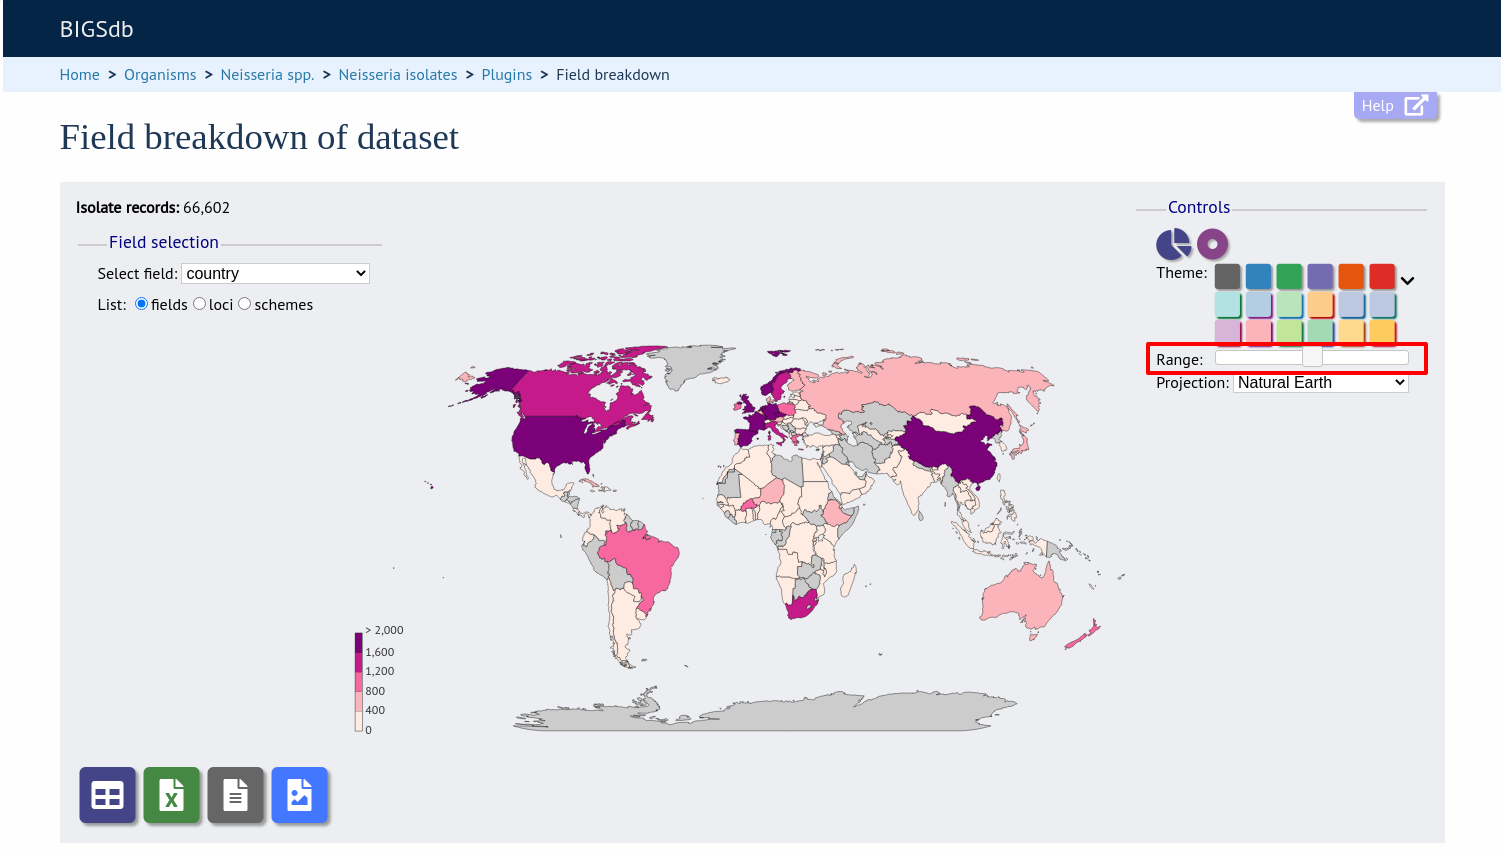 BIGSdb
Home > Organisms > Neisseria spp. > Neisseria isolates > Plugins > Field breakdown
Help
Field breakdown of dataset
Isolate records: 66,602
Controls
Field selection
Select field: country
Theme:
List: fields loci schemes
Range:
Projection: Natural Earth
> 2,000
1,600
1,200
800
400
0